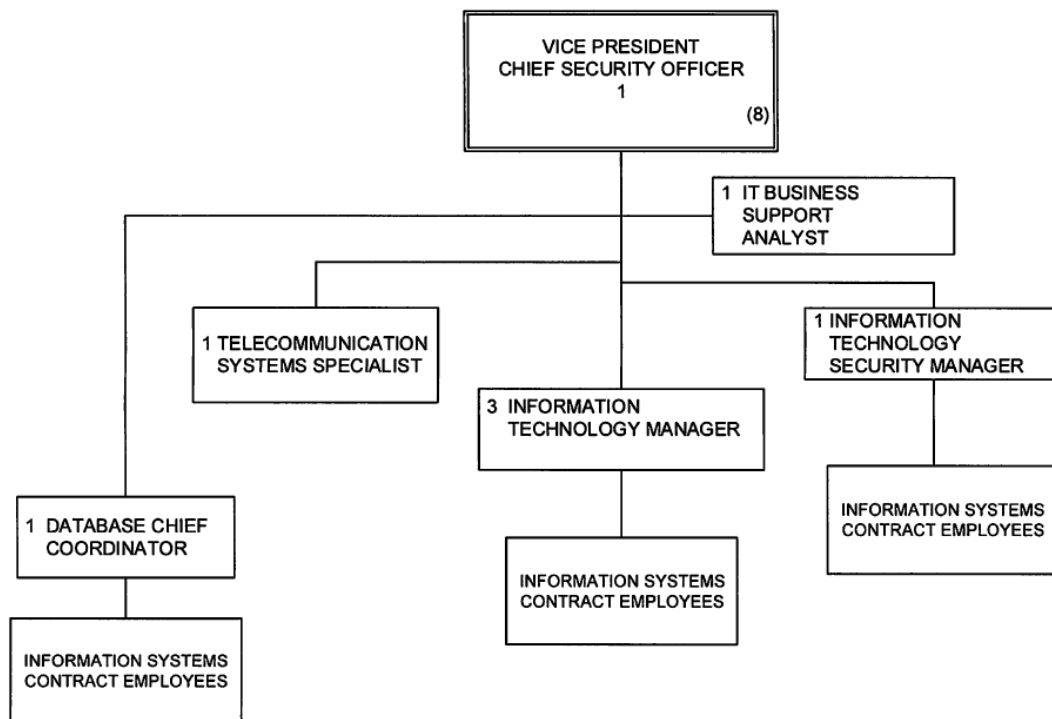 VICE PRESIDENT
CHIEF SECURITY OFFICER
1
(8)
1 IT BUSINESS
SUPPORT
ANALYST
1 TELECOMMUNICATION
SYSTEMS SPECIALIST
1 INFORMATION
TECHNOLOGY
SECURITY MANAGER
3 INFORMATION
TECHNOLOGY MANAGER
INFORMATION SYSTEMS
CONTRACT EMPLOYEES
1 DATABASE CHIEF
COORDINATOR
INFORMATION SYSTEMS
CONTRACT EMPLOYEES
INFORMATION SYSTEMS
CONTRACT EMPLOYEES